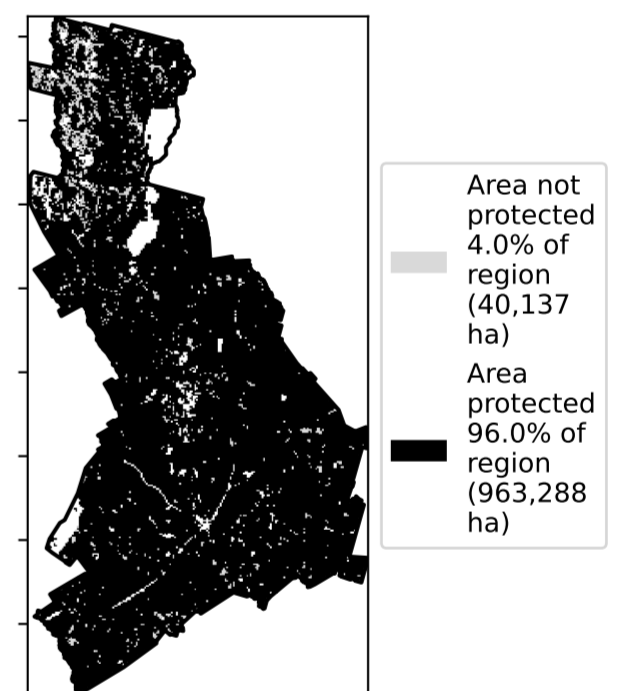 Area not
protected
4.0% of
region
(40,137
ha)
Area
protected
96.0% of
region
(963,288
ha)